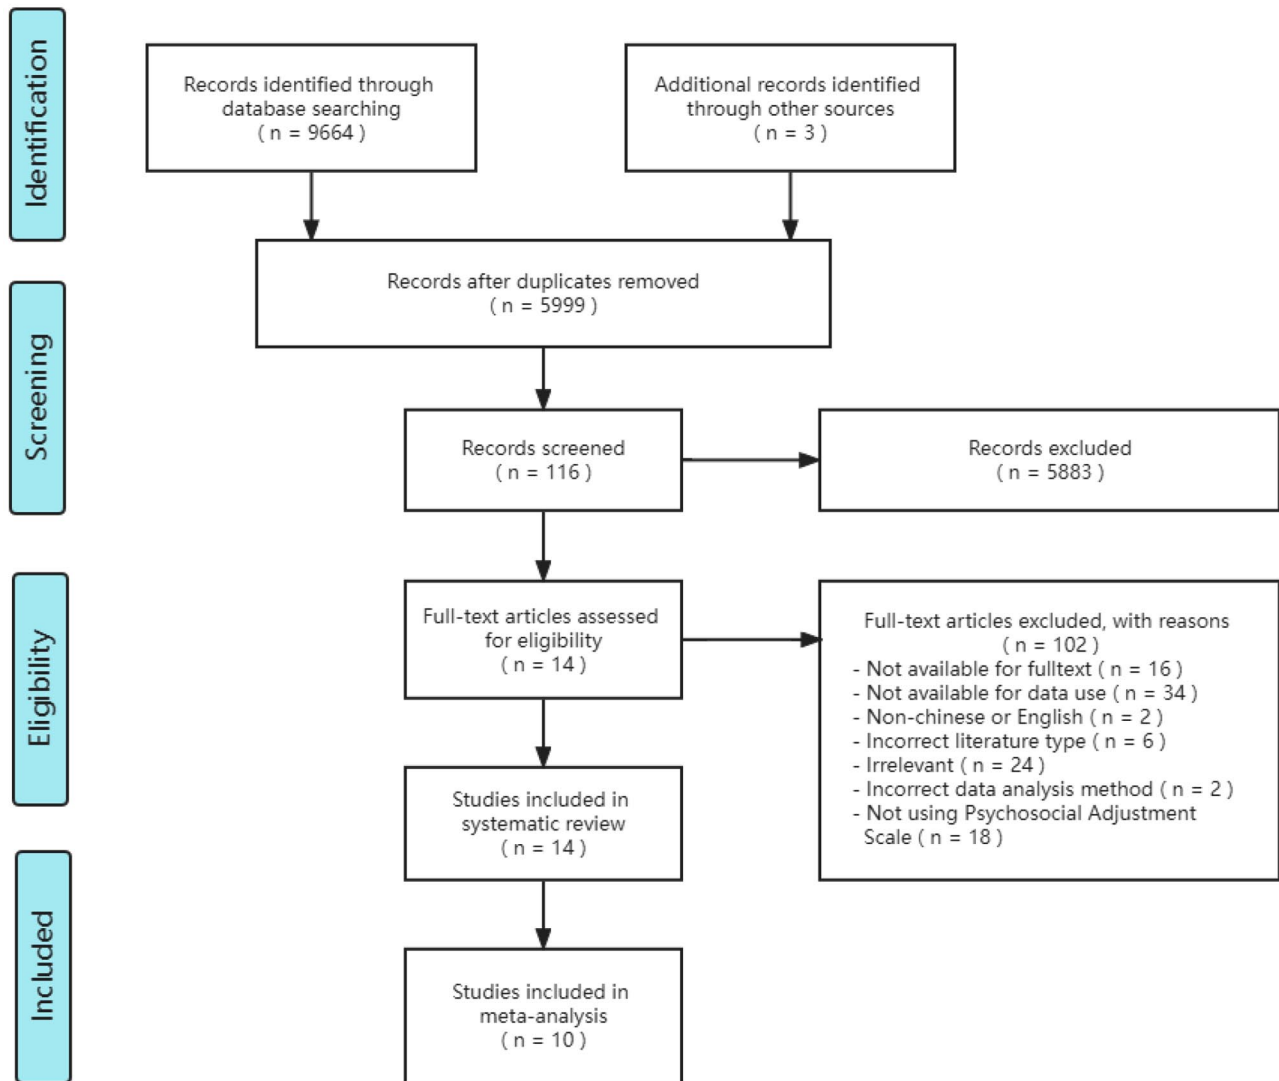 Identification
Records identified through
database searching
( n = 9664 )
Additional records identified
through other sources
( n = 3 )
Records after duplicates removed
( n = 5999 )
Screening
Records screened
( n = 116 )
Records excluded
( n = 5883 )
Eligibility
Full-text articles assessed
for eligibility
( n = 14 )
Full-text articles excluded, with reasons
( n = 102 )
- Not available for fulltext ( n = 16 )
- Not available for data use ( n = 34 )
- Non-chinese or English ( n = 2 )
- Incorrect literature type ( n = 6 )
- Irrelevant ( n = 24 )
- Incorrect data analysis method ( n = 2 )
- Not using Psychosocial Adjustment
Scale ( n = 18 )
Studies included in
systematic review
( n = 14 )
Included
Studies included in
meta-analysis
( n = 10 )